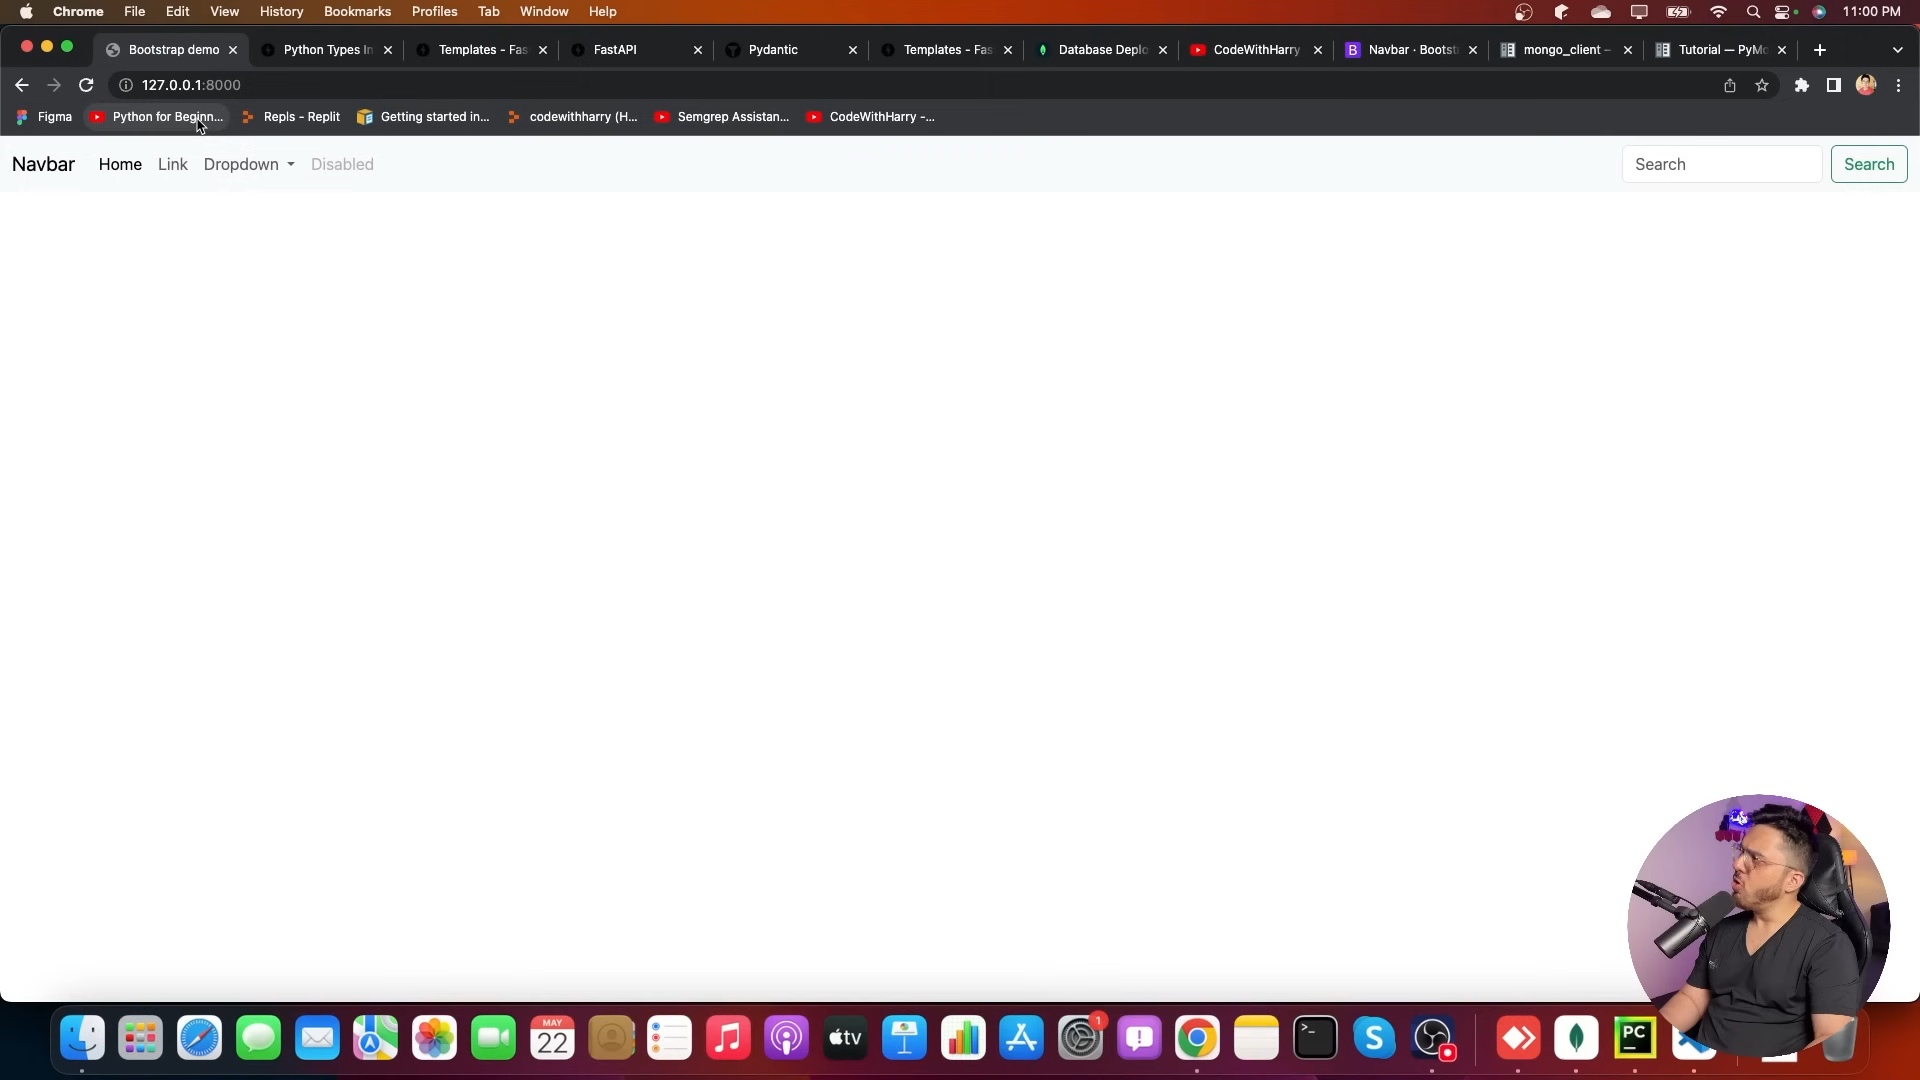 Chrome File Edit View History Bookmarks Profiles Tab Window Help 11:00 PM
Bootstrap demo Python Types In Templates - Fas FastAPI Pydantic Templates - Fas Database Deplo CodeWithHarry Navbar · Bootst mongo_client – Tutorial — PyMo
127.0.0.1:8000
Figma Python for Beginn... Repls - Replit Getting started in... codewithharry (H... Semgrep Assistan... CodeWithHarry -...
Navbar Home Link Dropdown Disabled Search Search
MAY
22
tv
1
>_
S
PC